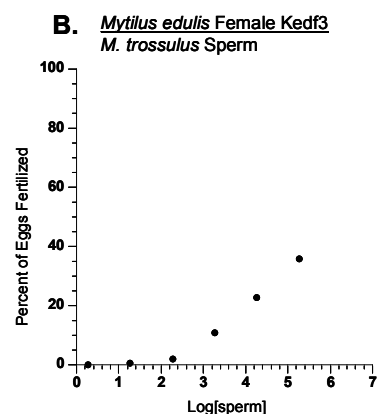 B. Mytilus edulis Female Kedf3
M. trossulus Sperm
100
80
60
40
20
0
Percent of Eggs Fertilized
0 1 2 3 4 5 6 7
Log[sperm]